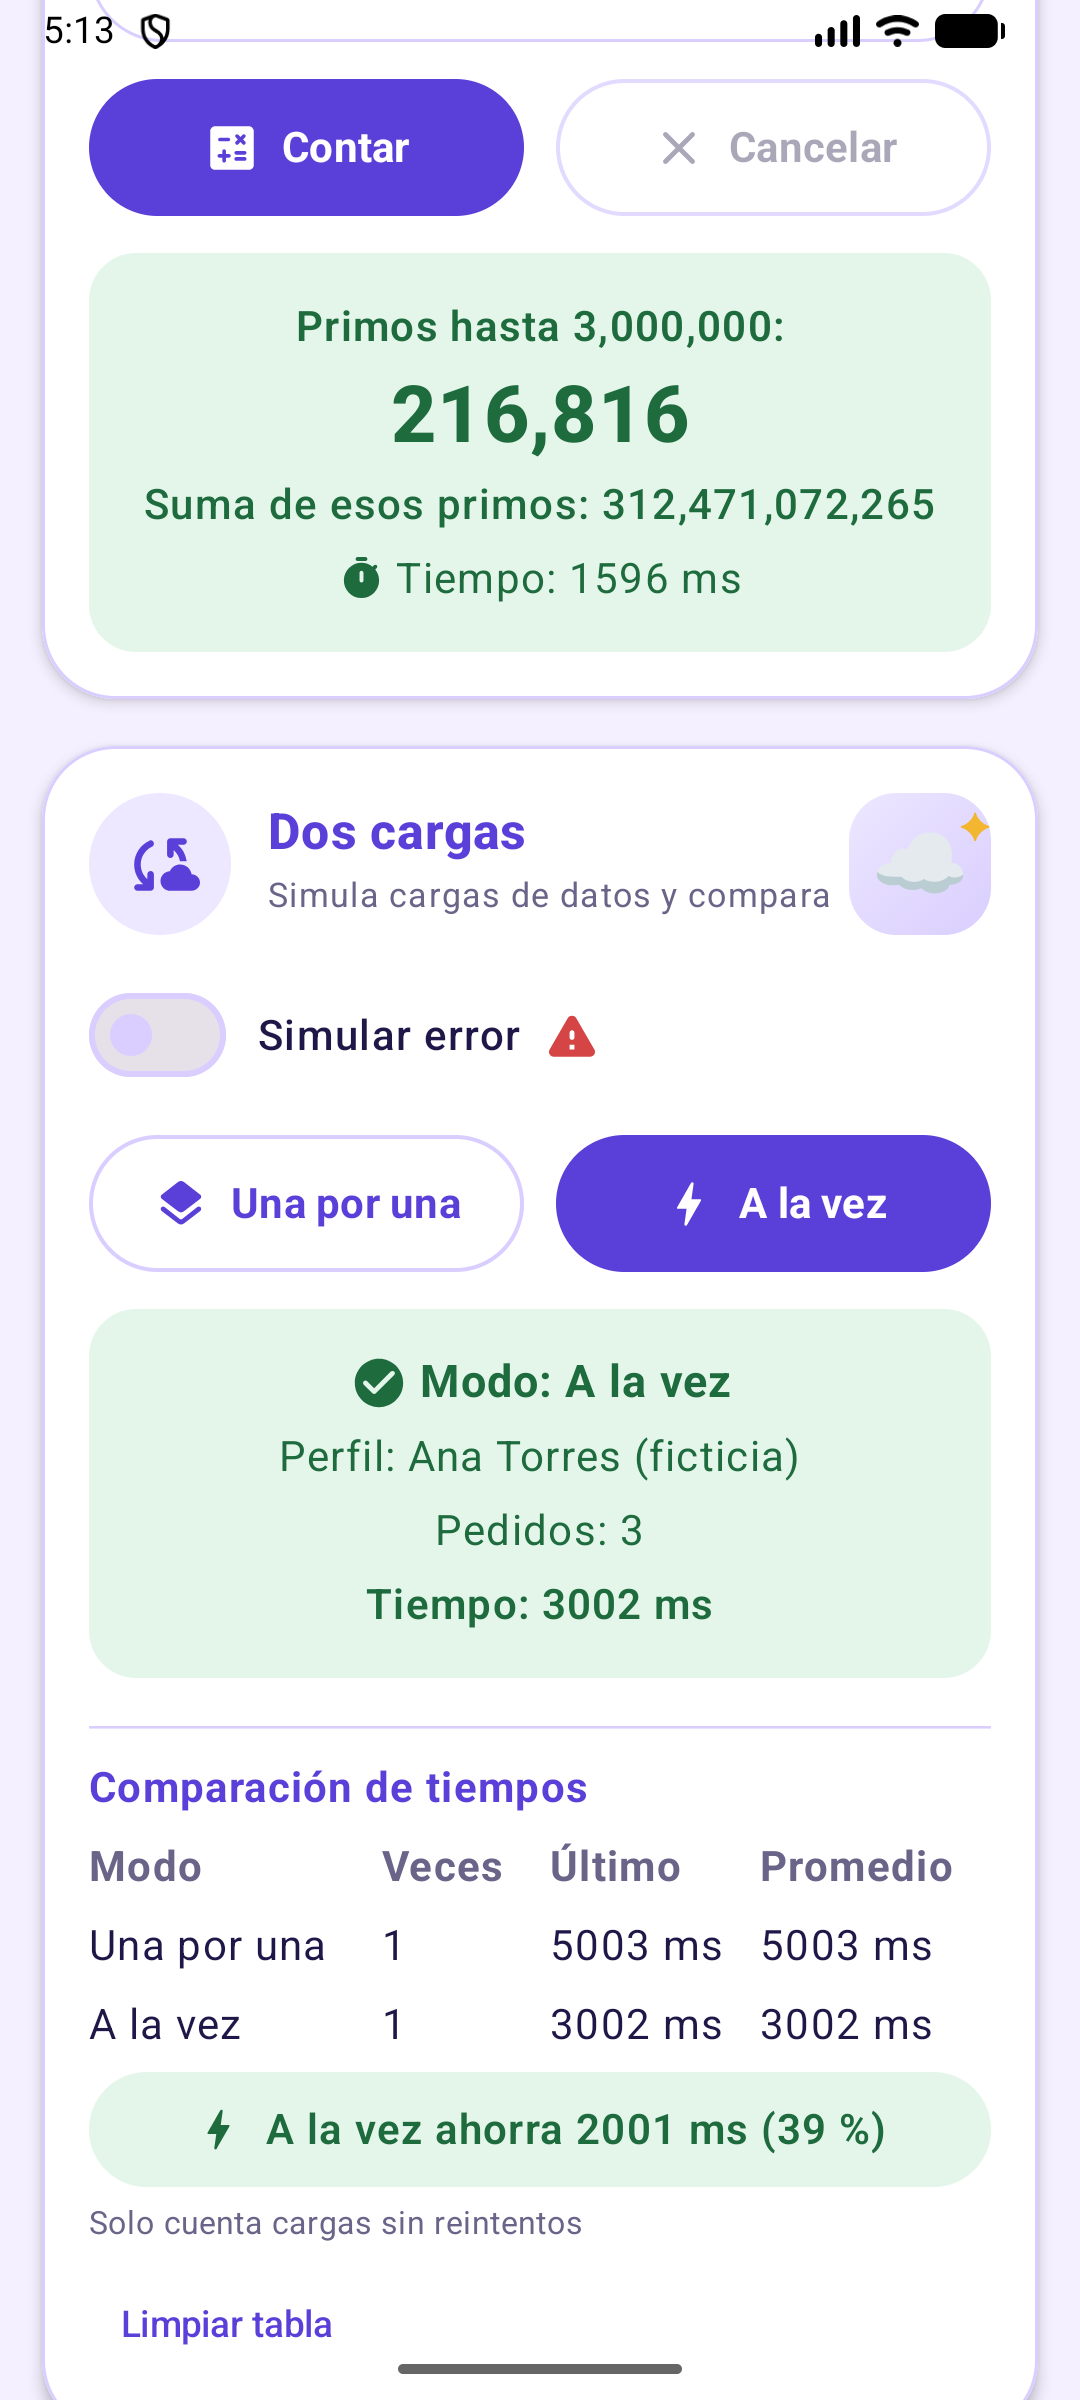 5:13
Contar
Cancelar
Primos hasta 3,000,000:
216,816
Suma de esos primos: 312,471,072,265
Tiempo: 1596 ms
Dos cargas
Simula cargas de datos y compara
Simular error
Una por una
A la vez
Modo: A la vez
Perfil: Ana Torres (ficticia)
Pedidos: 3
Tiempo: 3002 ms
Comparación de tiempos
Modo Veces Último Promedio
Una por una 1 5003 ms 5003 ms
A la vez 1 3002 ms 3002 ms
A la vez ahorra 2001 ms (39 %)
Solo cuenta cargas sin reintentos
Limpiar tabla